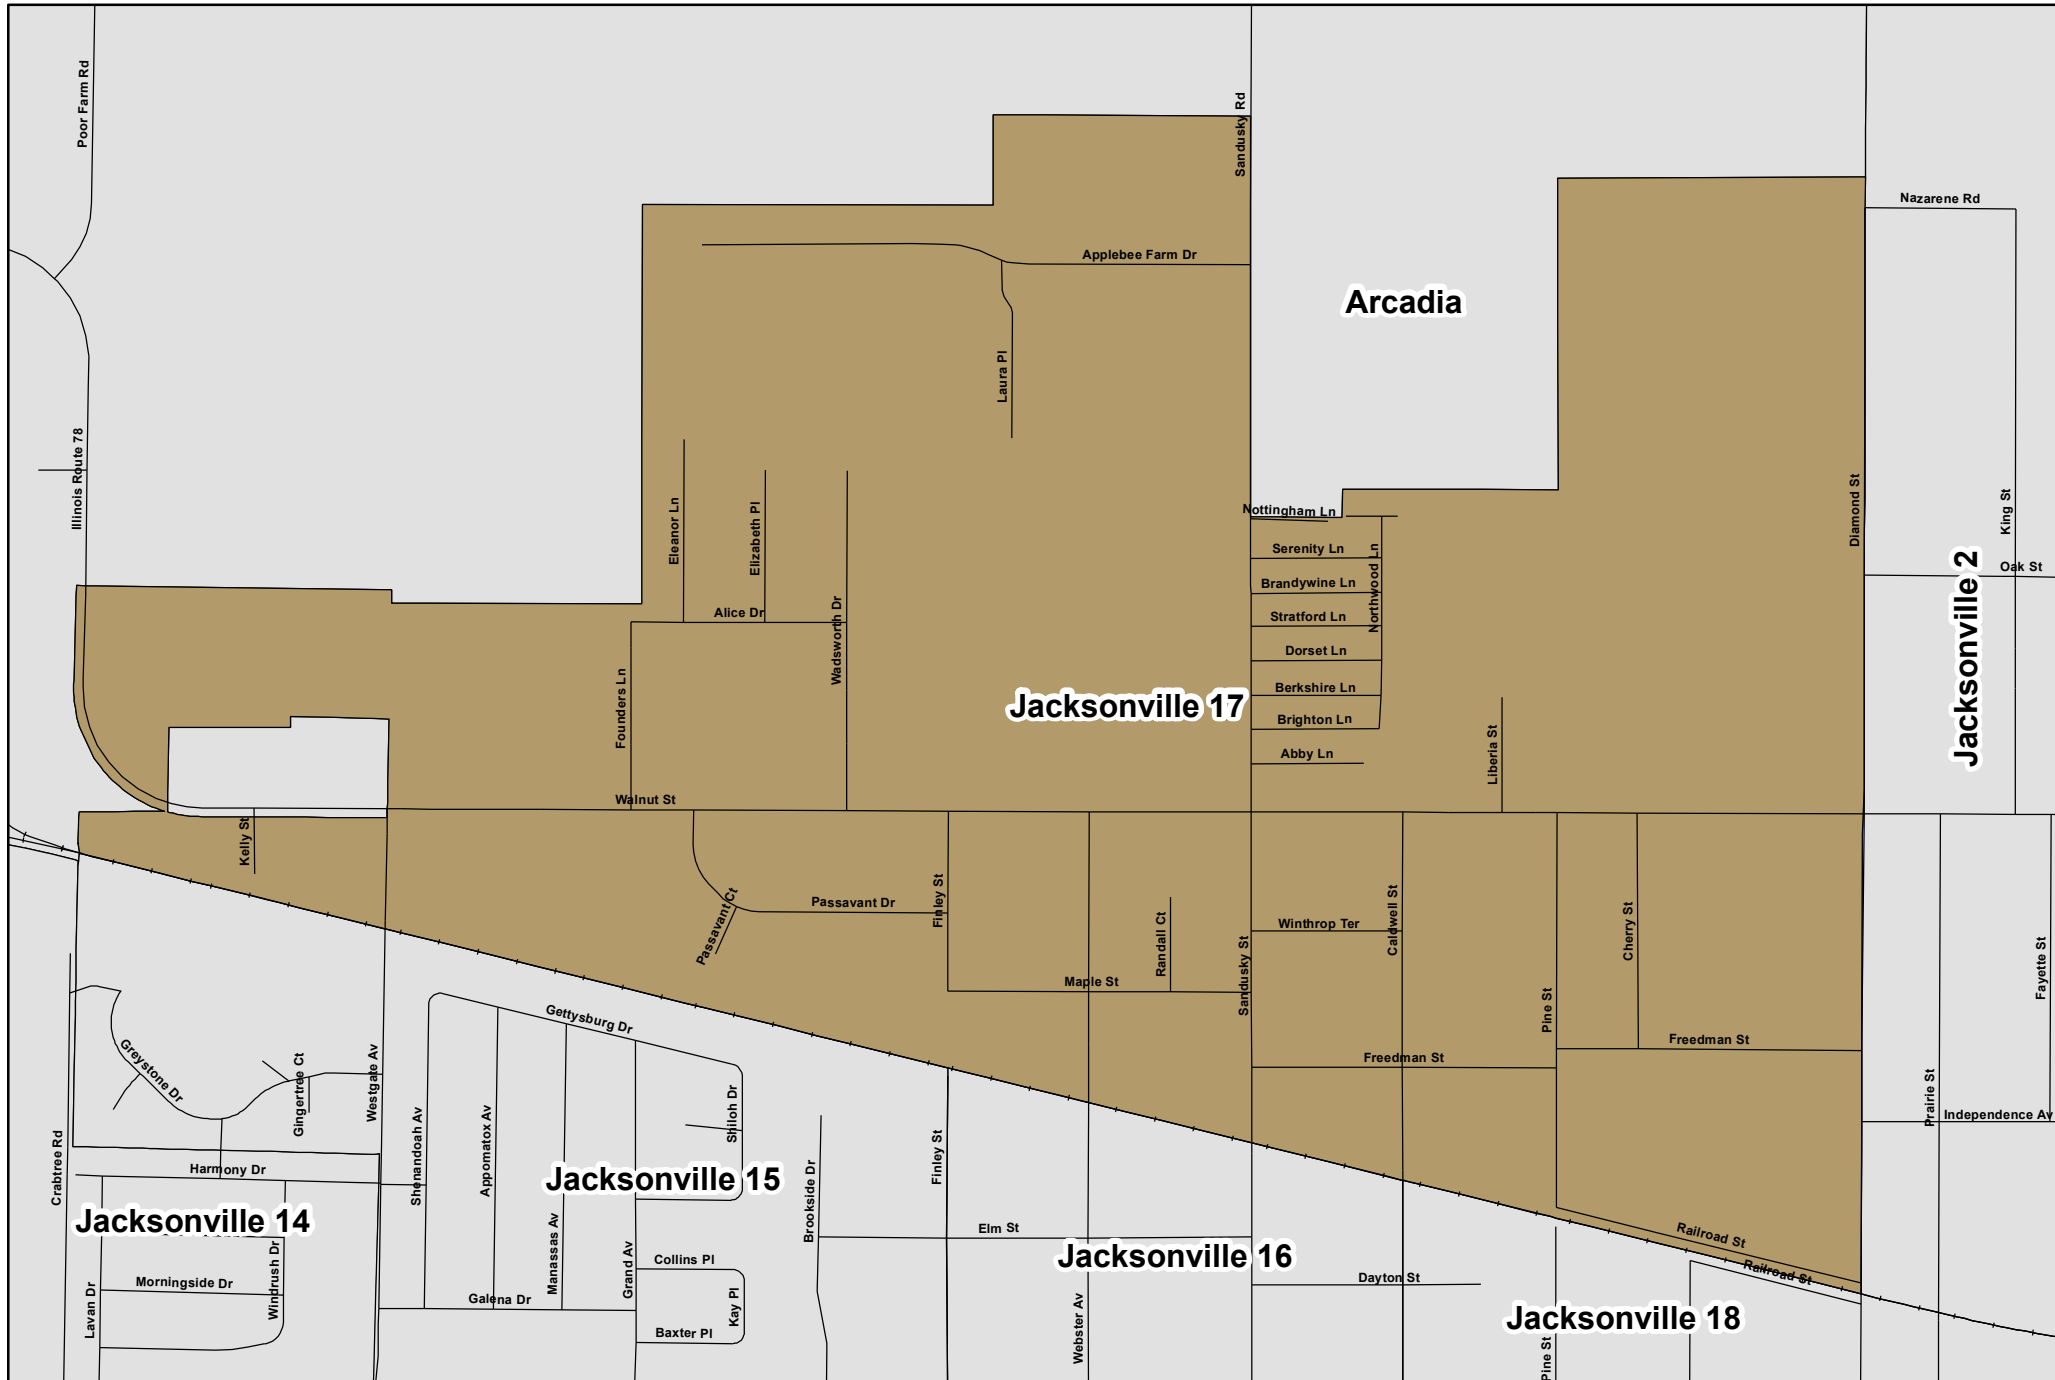 Poor Farm Rd
Sandusky Rd
Nazarene Rd
Applebee Farm Dr
Arcadia
Laura Pl
Illinois Route 78
Eleanor Ln
Elizabeth Pl
Nottingham Ln
Diamond St
King St
Serenity Ln
Northwood Ln
Oak St
Brandywine Ln
Jacksonville 2
Alice Dr
Wadsworth Dr
Stratford Ln
Dorset Ln
Founders Ln
Jacksonville 17
Berkshire Ln
Brighton Ln
Liberia St
Abby Ln
Walnut St
Kelly St
Passavant Dr
Passavant Ct
Finley St
Randall Ct
Winthrop Ter
Caldwell St
Cherry St
Fayette St
Maple St
Sandusky St
Pine St
Gettysburg Dr
Freedman St
Freedman St
Greystone Dr
Gingertree Ct
Westgate Av
Shiloh Dr
Prairie St
Independence Av
Crabtree Rd
Harmony Dr
Shenandoah Av
Appomatox Av
Jacksonville 15
Brookside Dr
Finley St
Jacksonville 14
Manassas Av
Grand Av
Elm St
Railroad St
Windrush Dr
Collins Pl
Jacksonville 16
Railroad St
Morningside Dr
Dayton St
Lavan Dr
Galena Dr
Kay Pl
Webster Av
Jacksonville 18
Baxter Pl
Pine St